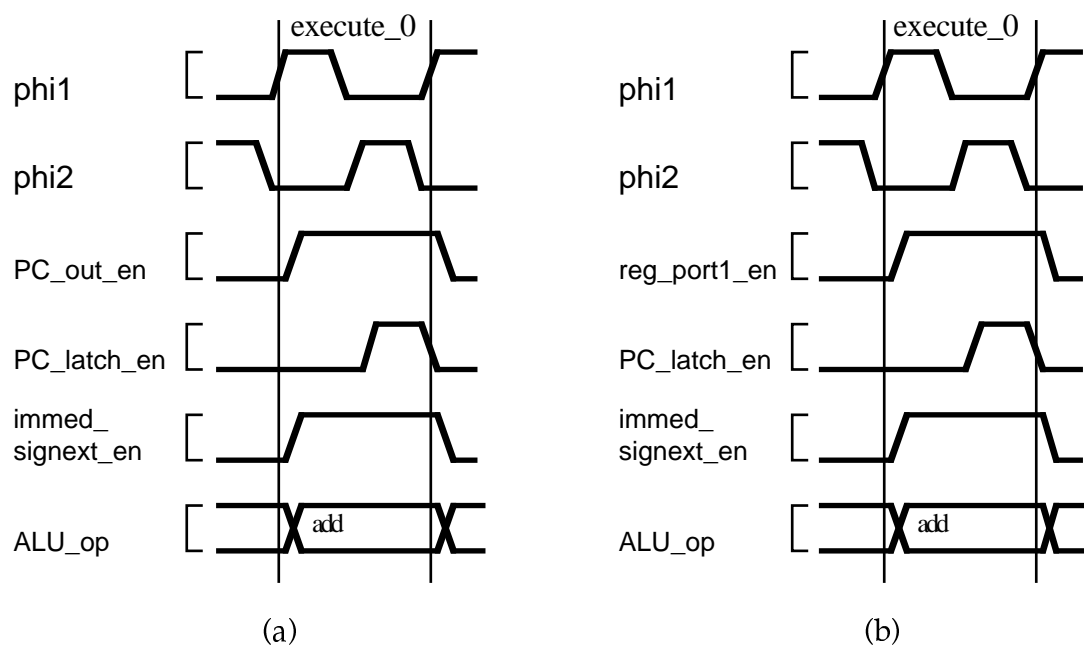 execute_0
phi1
phi2
PC_out_en
PC_latch_en
immed_
signext_en
ALU_op
add
(a)
execute_0
phi1
phi2
reg_port1_en
PC_latch_en
immed_
signext_en
ALU_op
add
(b)